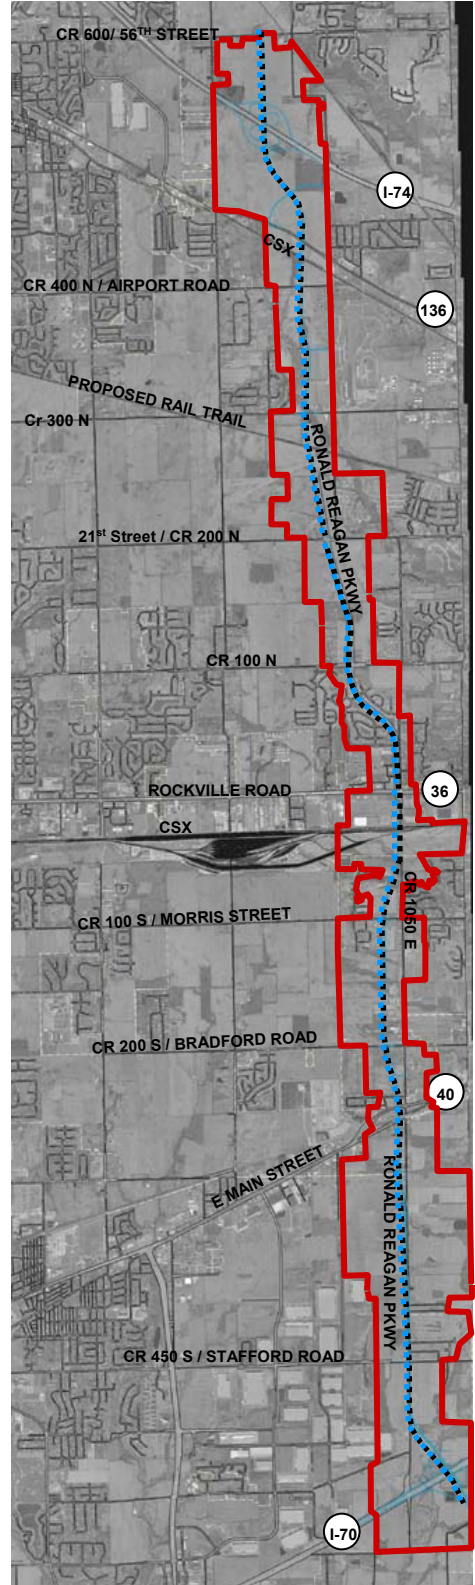 CR 600/ 56TH STREET
I-74
CSX
CR 400 N / AIRPORT ROAD
136
PROPOSED RAIL TRAIL
Cr 300 N
RONALD REAGAN PKWY
21st Street / CR 200 N
CR 100 N
ROCKVILLE ROAD
36
CSX
CR 1050 E
CR 100 S / MORRIS STREET
CR 200 S / BRADFORD ROAD
40
E MAIN STREET
RONALD REAGAN PKWY
CR 450 S / STAFFORD ROAD
I-70